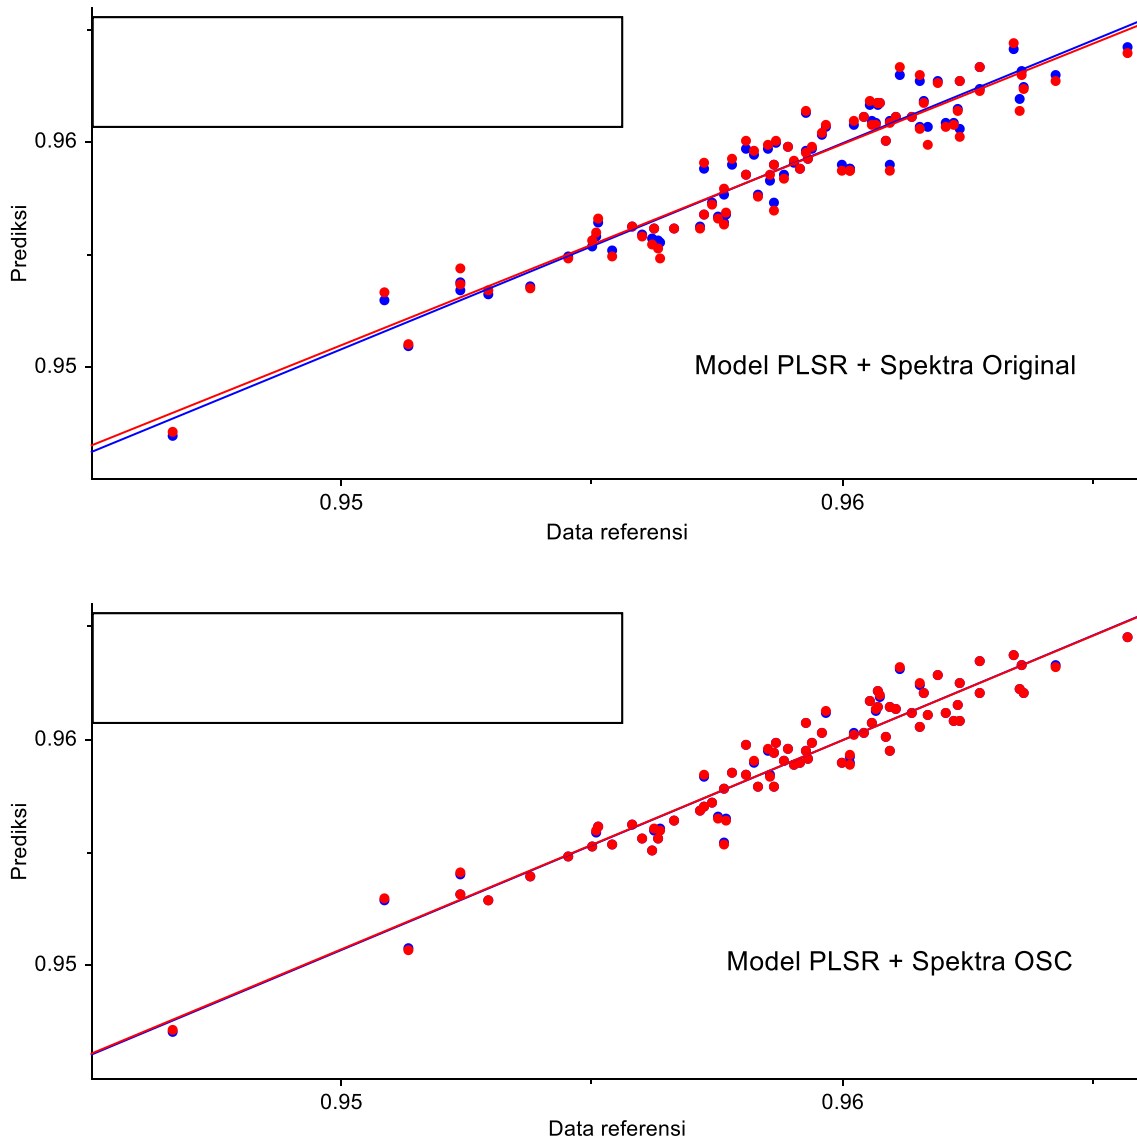 0.96
Prediksi
0.95
Model PLSR + Spektra Original
0.95
0.96
Data referensi
0.96
Prediksi
0.95
Model PLSR + Spektra OSC
0.95
0.96
Data referensi